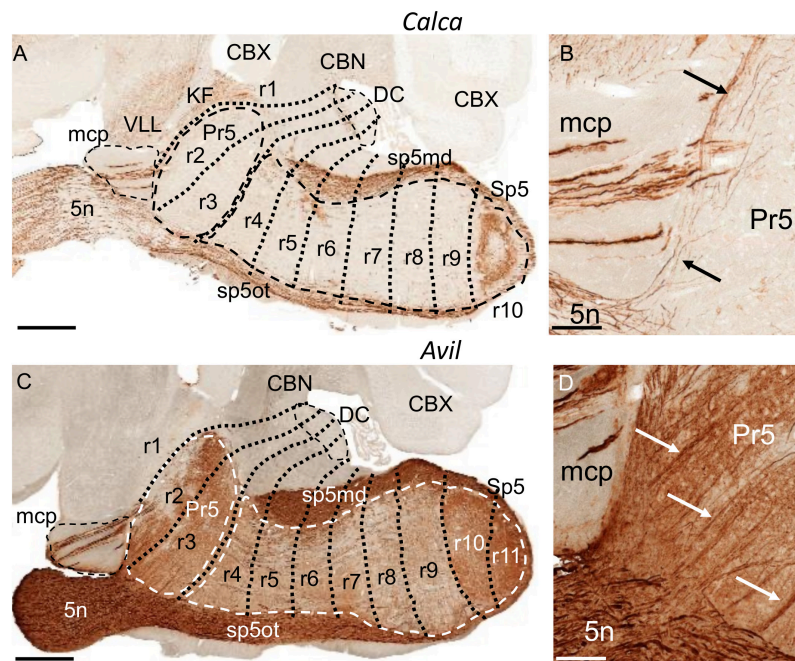 Calca
A
CBX
CBN
r1
KF
DC
CBX
VLL
Pr5
mcp
r2
sp5md
Sp5
r3
5n
r4
r5
r6
r7
r8
r9
sp5ot
r10
B
mcp
Pr5
5n
Avil
C
CBN
CBX
DC
r1
r2
sp5md
Sp5
Pr5
mcp
r3
r10
r11
r4
r5
r6
r7
r8
r9
5n
sp5ot
D
Pr5
mcp
5n